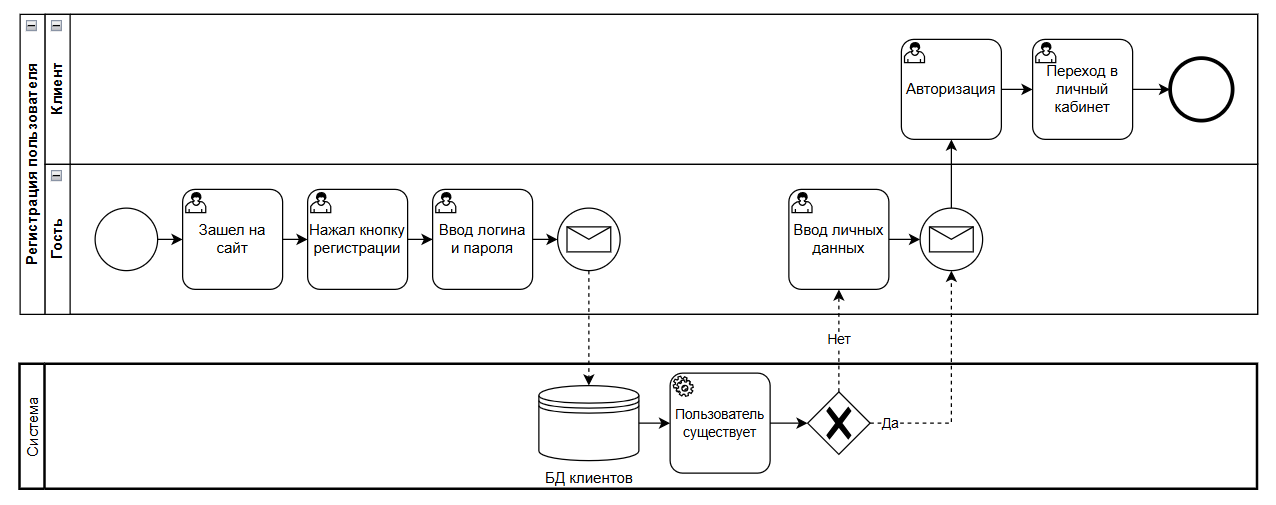 Регистрация пользователя
Клиент
Авторизация
Переход в
личный
кабинет
Гость
Зашел на
сайт
Нажал кнопку
регистрации
Ввод логина
и пароля
Ввод личных
данных
Нет
Система
БД клиентов
Пользователь
существует
Да